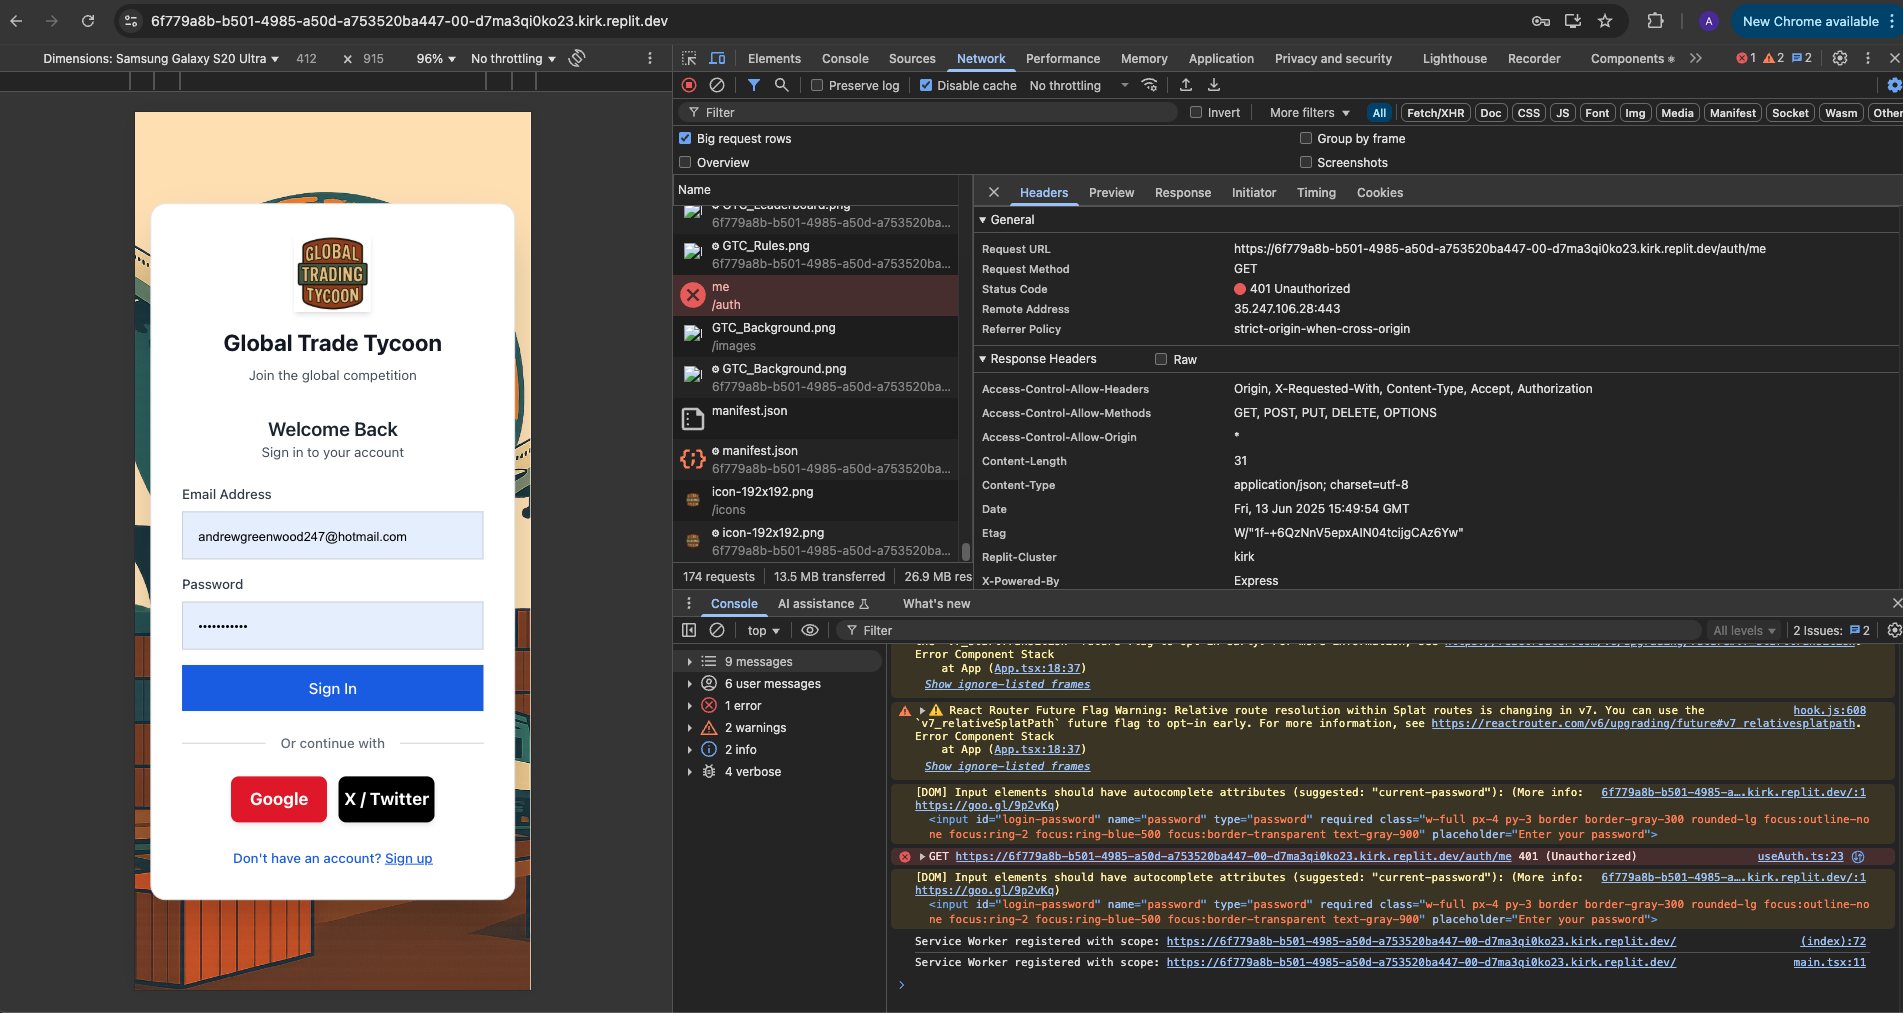 6f779a8b-b501-4985-a50d-a753520ba447-00-d7ma3qi0ko23.kirk.replit.dev
A
New Chrome available
Dimensions: Samsung Galaxy S20 Ultra 412 × 915 96% No throttling
GLOBAL
TRADING
TYCOON
Global Trade Tycoon
Join the global competition
Welcome Back
Sign in to your account
Email Address
andrewgreenwood247@hotmail.com
Password
•••••••••••
Sign In
Or continue with
Google
X / Twitter
Don't have an account? Sign up
Elements Console Sources Network Performance Memory Application Privacy and security Lighthouse Recorder Components 1 2 2
Preserve log Disable cache No throttling
Filter Invert More filters All Fetch/XHR Doc CSS JS Font Img Media Manifest Socket Wasm Other
Big request rows Group by frame
Overview Screenshots
Name
GTC_Leaderboard.png
6f779a8b-b501-4985-a50d-a753520ba...
GTC_Rules.png
6f779a8b-b501-4985-a50d-a753520ba...
me
/auth
GTC_Background.png
/images
GTC_Background.png
6f779a8b-b501-4985-a50d-a753520ba...
manifest.json
manifest.json
6f779a8b-b501-4985-a50d-a753520ba...
icon-192x192.png
/icons
icon-192x192.png
6f779a8b-b501-4985-a50d-a753520ba...
174 requests 13.5 MB transferred 26.9 MB res
Headers Preview Response Initiator Timing Cookies
General
Request URL https://6f779a8b-b501-4985-a50d-a753520ba447-00-d7ma3qi0ko23.kirk.replit.dev/auth/me
Request Method GET
Status Code 401 Unauthorized
Remote Address 35.247.106.28:443
Referrer Policy strict-origin-when-cross-origin
Response Headers Raw
Access-Control-Allow-Headers Origin, X-Requested-With, Content-Type, Accept, Authorization
Access-Control-Allow-Methods GET, POST, PUT, DELETE, OPTIONS
Access-Control-Allow-Origin *
Content-Length 31
Content-Type application/json; charset=utf-8
Date Fri, 13 Jun 2025 15:49:54 GMT
Etag W/"1f-+6QzNnV5epxAIN04tcijgCAz6Yw"
Replit-Cluster kirk
X-Powered-By Express
Console AI assistance What's new
top Filter All levels 2 Issues: 2
9 messages
6 user messages
1 error
2 warnings
2 info
4 verbose
Error Component Stack
at App (App.tsx:18:37)
Show ignore-listed frames
React Router Future Flag Warning: Relative route resolution within Splat routes is changing in v7. You can use the hook.js:608
`v7_relativeSplatPath` future flag to opt-in early. For more information, see https://reactrouter.com/v6/upgrading/future#v7_relativesplatpath.
Error Component Stack
at App (App.tsx:18:37)
Show ignore-listed frames
[DOM] Input elements should have autocomplete attributes (suggested: "current-password"): (More info: 6f779a8b-b501-4985-a….kirk.replit.dev/:1
https://goo.gl/9p2vKq)
<input id="login-password" name="password" type="password" required class="w-full px-4 py-3 border border-gray-300 rounded-lg focus:outline-no
ne focus:ring-2 focus:ring-blue-500 focus:border-transparent text-gray-900" placeholder="Enter your password">
GET https://6f779a8b-b501-4985-a50d-a753520ba447-00-d7ma3qi0ko23.kirk.replit.dev/auth/me 401 (Unauthorized) useAuth.ts:23
[DOM] Input elements should have autocomplete attributes (suggested: "current-password"): (More info: 6f779a8b-b501-4985-a….kirk.replit.dev/:1
https://goo.gl/9p2vKq)
<input id="login-password" name="password" type="password" required class="w-full px-4 py-3 border border-gray-300 rounded-lg focus:outline-no
ne focus:ring-2 focus:ring-blue-500 focus:border-transparent text-gray-900" placeholder="Enter your password">
Service Worker registered with scope: https://6f779a8b-b501-4985-a50d-a753520ba447-00-d7ma3qi0ko23.kirk.replit.dev/ (index):72
Service Worker registered with scope: https://6f779a8b-b501-4985-a50d-a753520ba447-00-d7ma3qi0ko23.kirk.replit.dev/ main.tsx:11